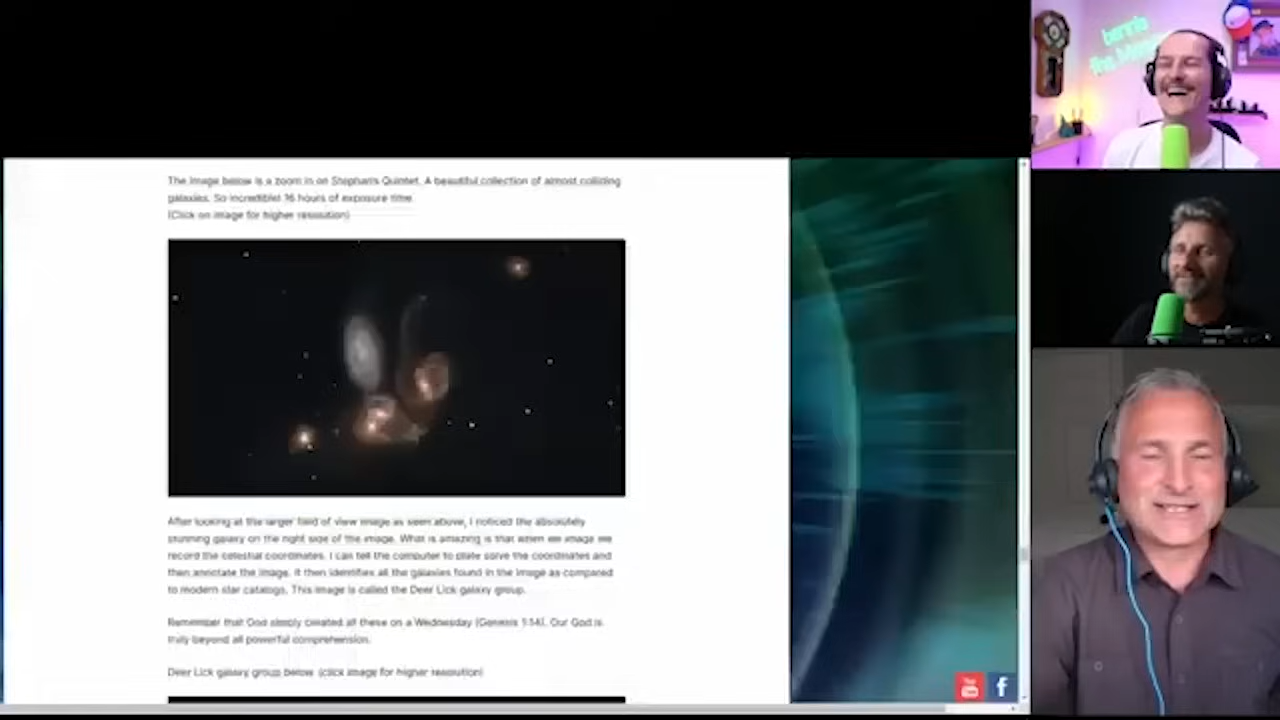 The image below is a zoom in on Stephan's Quintet. A beautiful collection of almost colliding
galaxies. So incredible! 16 hours of exposure time.
(Click on image for higher resolution)
After looking at the larger field of view image as seen above, I noticed the absolutely
stunning galaxy on the right side of the image. What is amazing is that when we image we
record the celestial coordinates. I can tell the computer to plate solve the coordinates and
then annotate the image. It then identifies all the galaxies found in the image as compared
to modern star catalogs. This image is called the Deer Lick galaxy group.
Remember that God simply created all these on a Wednesday (Genesis 1:14). Our God is
truly beyond all powerful comprehension.
Deer Lick galaxy group below (click image for higher resolution)
You
f